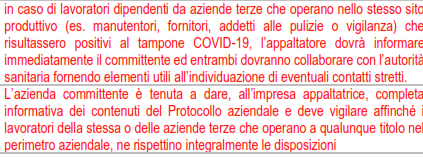 in caso di lavoratori dipendenti da aziende terze che operano nello stesso sito
produttivo (es. manutentori, fornitori, addetti alle pulizie o vigilanza) che
risultassero positivi al tampone COVID-19, l'appaltatore dovrà informare
immediatamente il committente ed entrambi dovranno collaborare con l'autorità
sanitaria fornendo elementi utili all'individuazione di eventuali contatti stretti.
L'azienda committente è tenuta a dare, all'impresa appaltatrice, completa
informativa dei contenuti del Protocollo aziendale e deve vigilare affinché i
lavoratori della stessa o delle aziende terze che operano a qualunque titolo nel
perimetro aziendale, ne rispettino integralmente le disposizioni